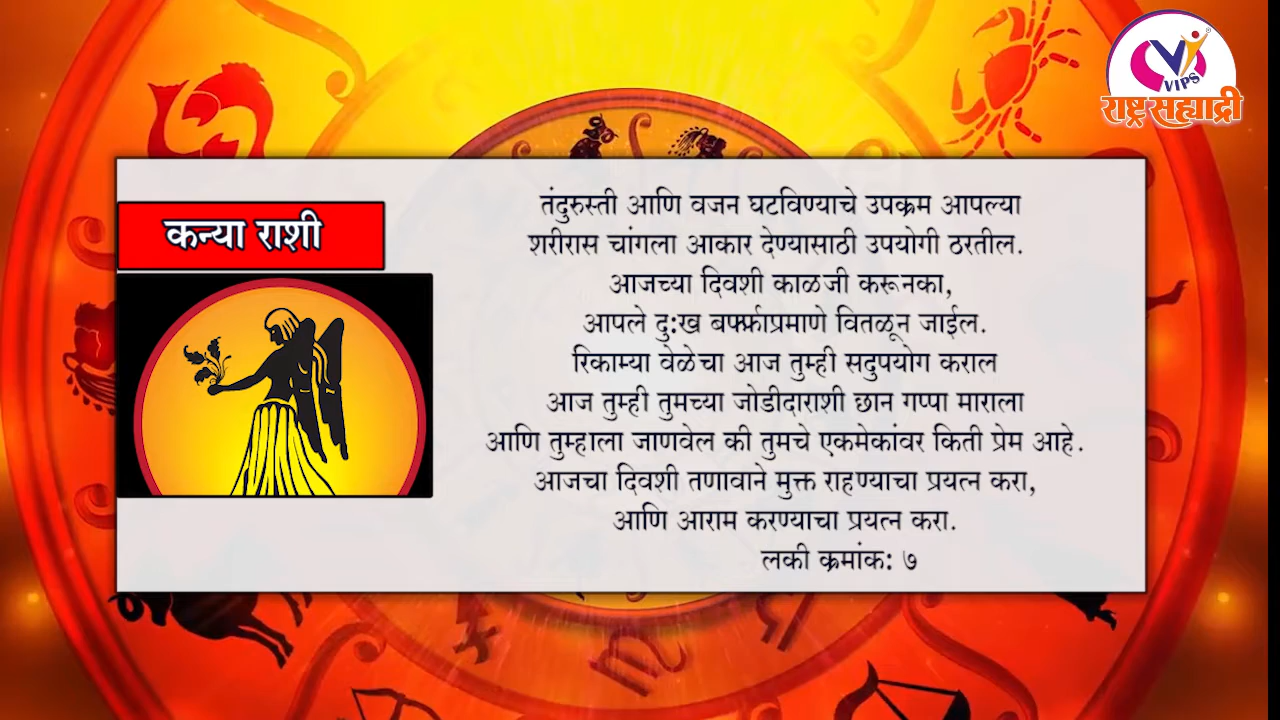 VIPS
राष्ट्र सह्याद्री
कन्या राशी
तंदुरुस्ती आणि वजन घटविण्याचे उपक्रम आपल्या
शरीरास चांगला आकार देण्यासाठी उपयोगी ठरतील.
आजच्या दिवशी काळजी करूनका,
आपले दु:ख बर्फाप्रमाणे वितळून जाईल.
रिकाम्या वेळेचा आज तुम्ही सदुपयोग कराल
आज तुम्ही तुमच्या जोडीदाराशी छान गप्पा माराला
आणि तुम्हाला जाणवेल की तुमचे एकमेकांवर किती प्रेम आहे.
आजचा दिवशी तणावाने मुक्त राहण्याचा प्रयत्न करा,
आणि आराम करण्याचा प्रयत्न करा.
लकी क्रमांक: ७